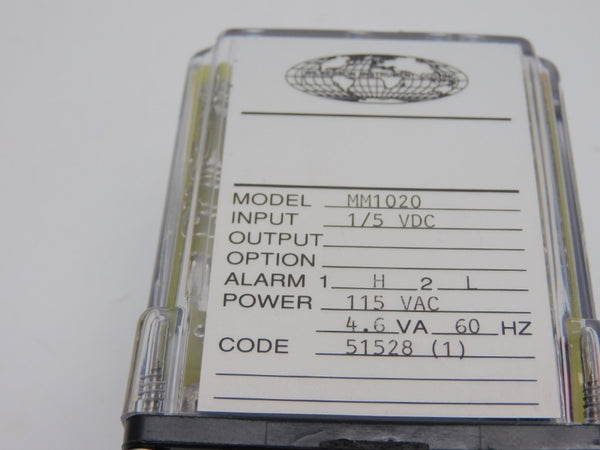 MODEL MM1020
INPUT 1/5 VDC
OUTPUT
OPTION
ALARM 1 H 2 L
POWER 115 VAC
4.6 VA 60 HZ
CODE 51528 (1)